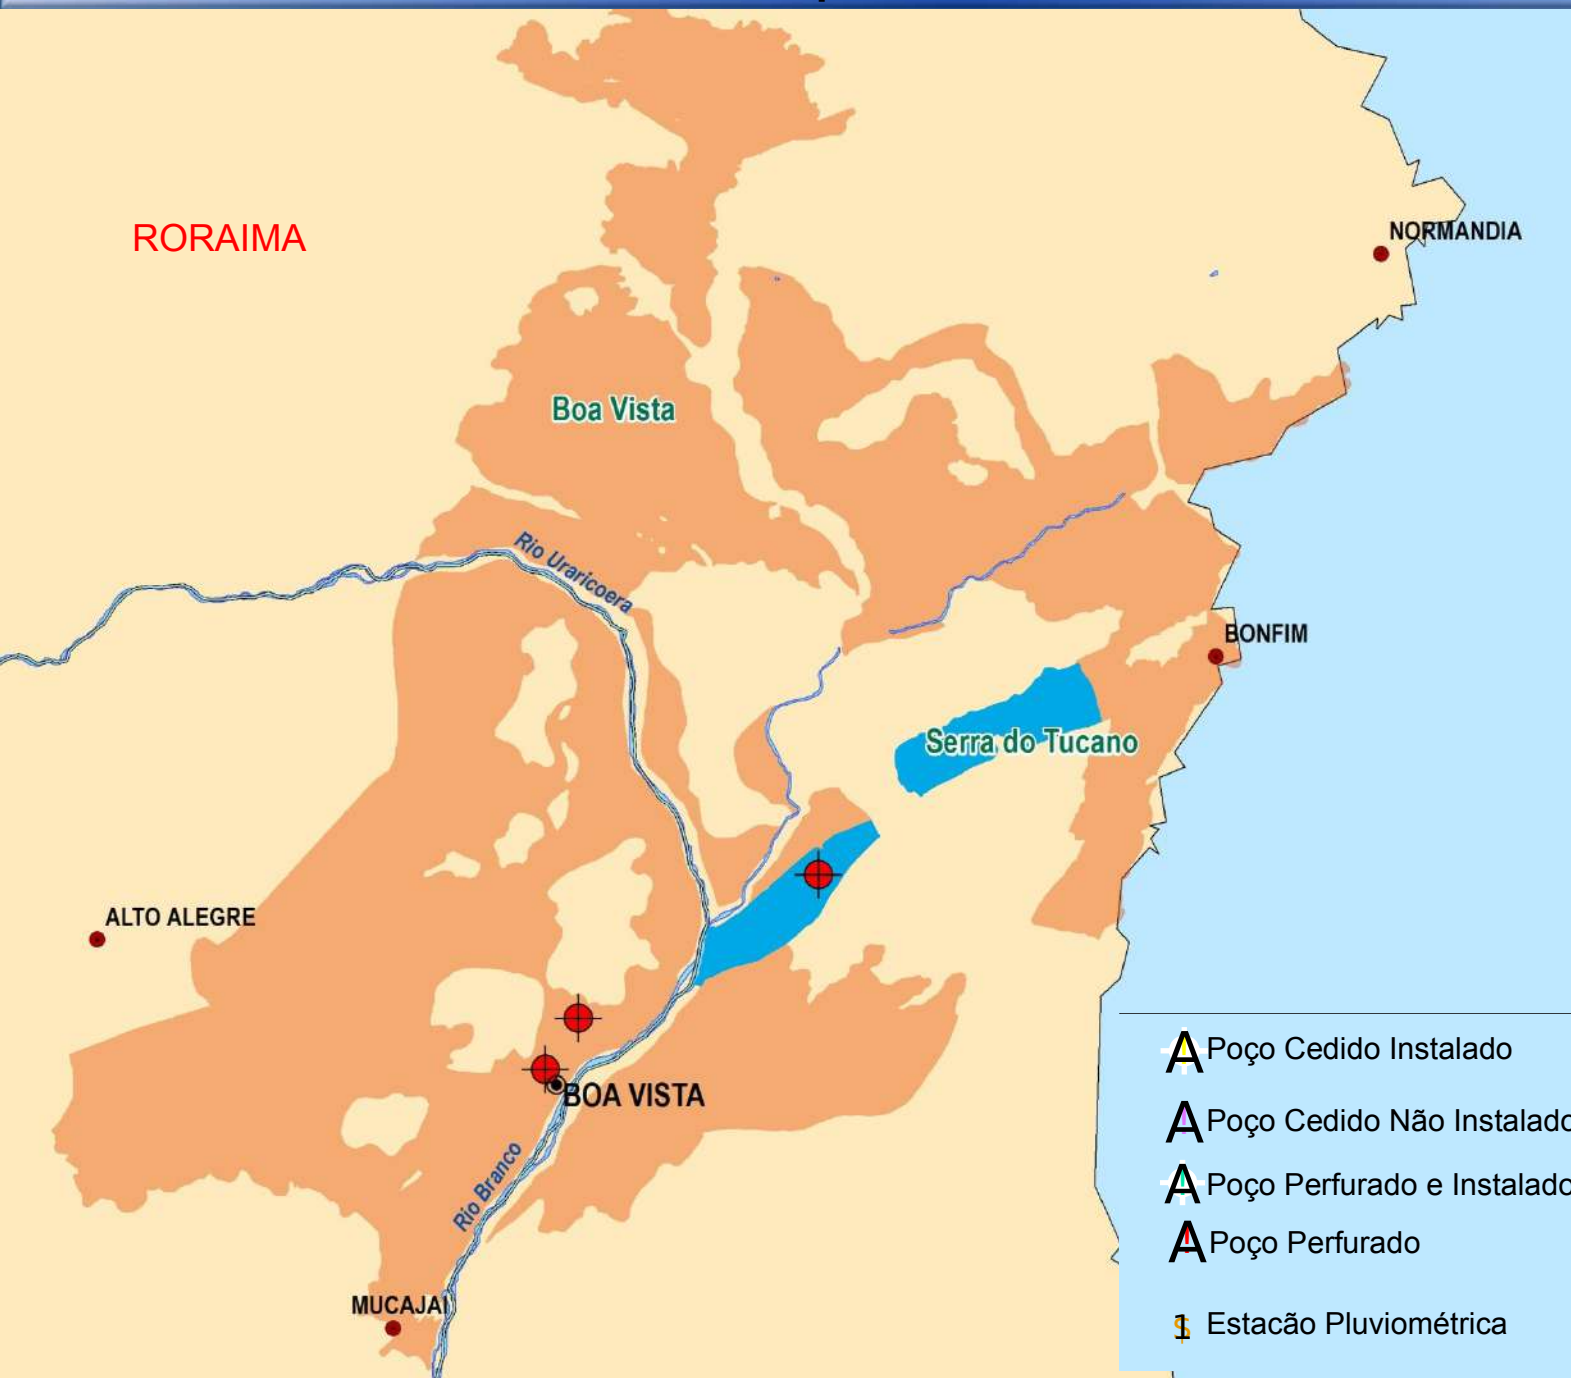 RORAIMA
NORMANDIA
Boa Vista
Rio Uraricoera
BONFIM
Serra do Tucano
ALTO ALEGRE
BOA VISTA
Rio Branco
MUCAJAI
A Poço Cedido Instalado
A Poço Cedido Não Instalado
A Poço Perfurado e Instalado
A Poço Perfurado
1 Estacão Pluviométrica